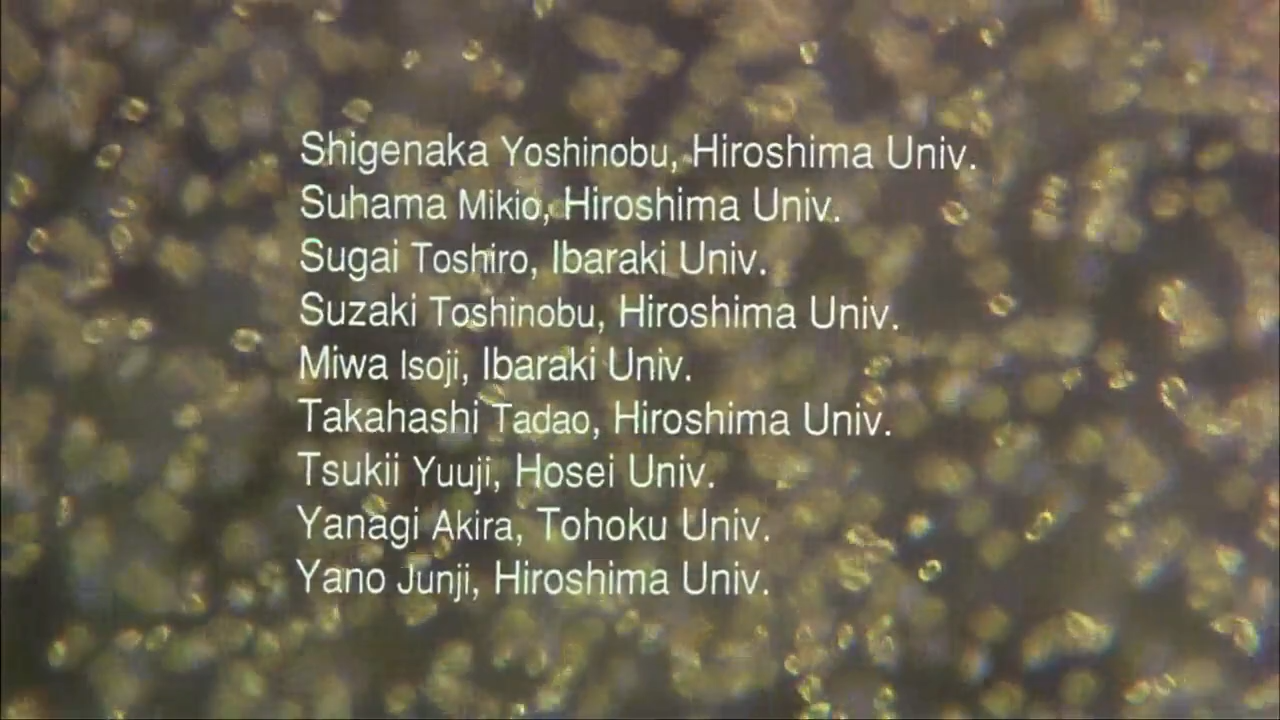 Shigenaka Yoshinobu, Hiroshima Univ.
Suhama Mikio, Hiroshima Univ.
Sugai Toshiro, Ibaraki Univ.
Suzaki Toshinobu, Hiroshima Univ.
Miwa Isoji, Ibaraki Univ.
Takahashi Tadao, Hiroshima Univ.
Tsukii Yuuji, Hosei Univ.
Yanagi Akira, Tohoku Univ.
Yano Junji, Hiroshima Univ.